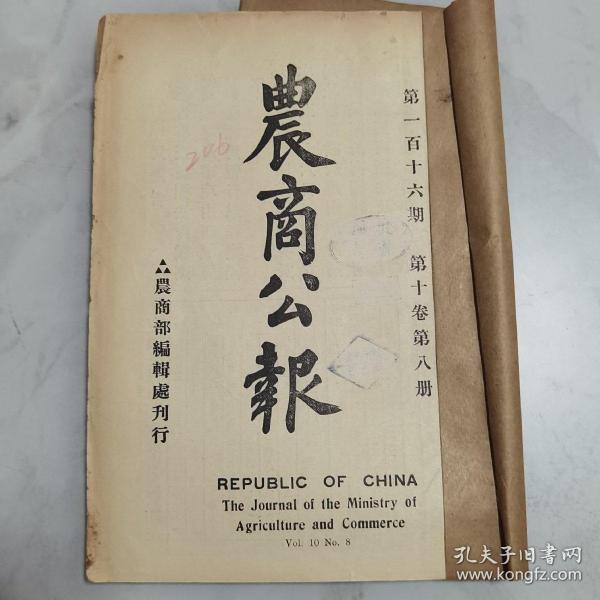 第一百十六期 第十卷第八册
農商公報
▲▲▲農商部編輯處刊行
206
REPUBLIC OF CHINA
The Journal of the Ministry of
Agriculture and Commerce
Vol. 10 No. 8
孔夫子旧书网
www.kongfz.com